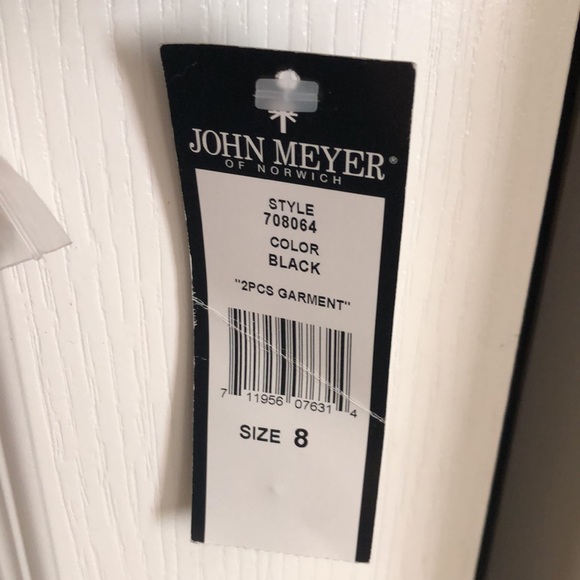 JOHN MEYER®
OF NORWICH
STYLE
708064
COLOR
BLACK
"2PCS GARMENT"
7 11956 07631 4
SIZE 8